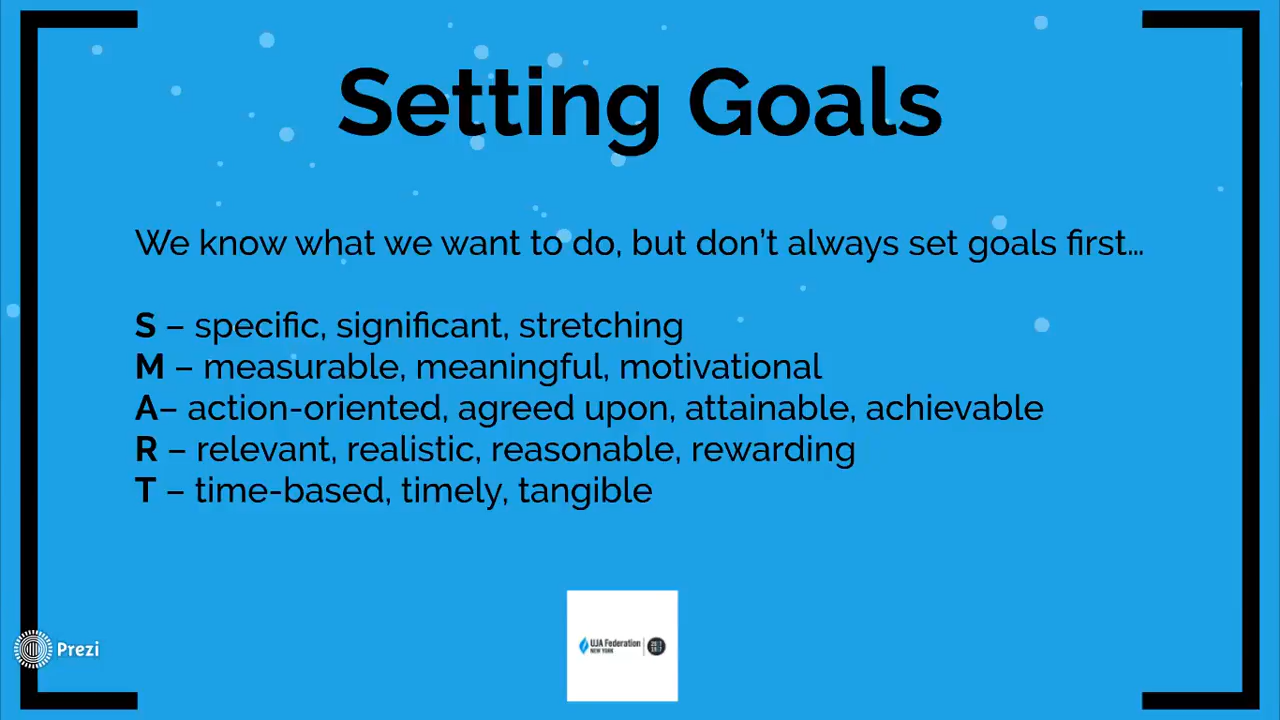 Setting Goals
We know what we want to do, but don’t always set goals first…
S – specific, significant, stretching
M – measurable, meaningful, motivational
A– action-oriented, agreed upon, attainable, achievable
R – relevant, realistic, reasonable, rewarding
T – time-based, timely, tangible
UJA Federation
NEW YORK
Prezi